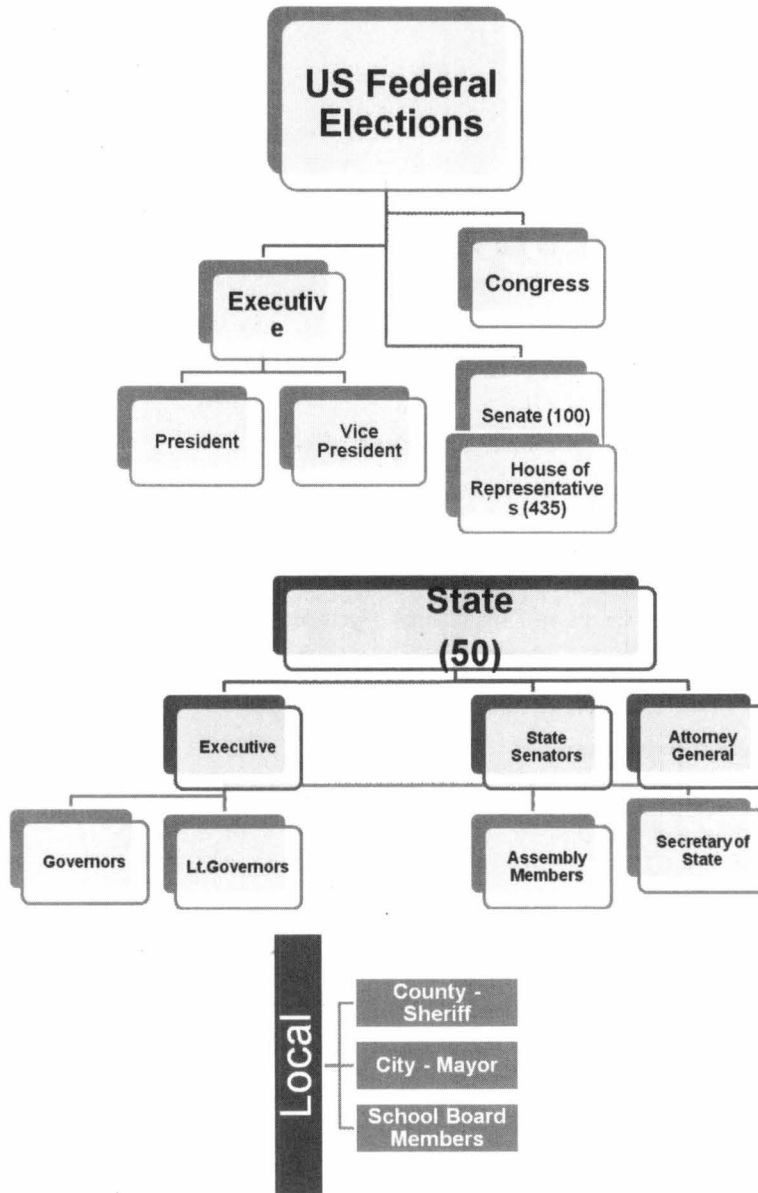 US Federal
Elections
Executiv
e
Congress
President
Vice
President
Senate (100)
House of
Representative
s (435)
State
(50)
Executive
State
Senators
Attorney
General
Governors
Lt.Governors
Assembly
Members
Secretary of
State
Local
County -
Sheriff
City - Mayor
School Board
Members